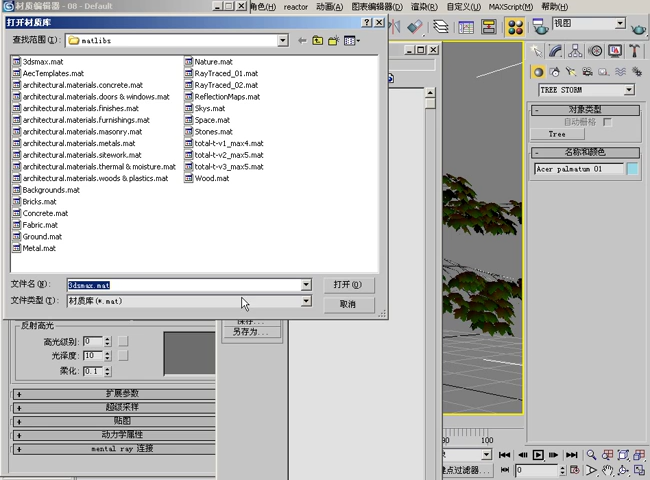 材质编辑器 - 08 - Default
角色(H) reactor 动画(A) 图表编辑器(D) 渲染(R) 自定义(U) MAXScript(M) 帮助(H)
打开材质库
查找范围(I): matlibs
视图
3dsmax.mat
AecTemplates.mat
architectural.materials.concrete.mat
architectural.materials.doors & windows.mat
architectural.materials.finishes.mat
architectural.materials.furnishings.mat
architectural.materials.masonry.mat
architectural.materials.metals.mat
architectural.materials.sitework.mat
architectural.materials.thermal & moisture.mat
architectural.materials.woods & plastics.mat
Backgrounds.mat
Bricks.mat
Concrete.mat
Fabric.mat
Ground.mat
Metal.mat
Nature.mat
RayTraced_01.mat
RayTraced_02.mat
ReflectionMaps.mat
Skys.mat
Space.mat
Stones.mat
total-t-v1_max4.mat
total-t-v2_max5.mat
total-t-v3_max5.mat
Wood.mat
文件名(N): 3dsmax.mat 打开(O)
文件类型(T): 材质库(*.mat) 取消
TREE STORM
对象类型
自动栅格
Tree
名称和颜色
Acer palmatum 01
另存为...
反射高光
高光级别: 0
光泽度: 10
柔化: 0.1
扩展参数
超级采样
贴图
动力学属性
mental ray 连接
90 100
键点过滤器... 0